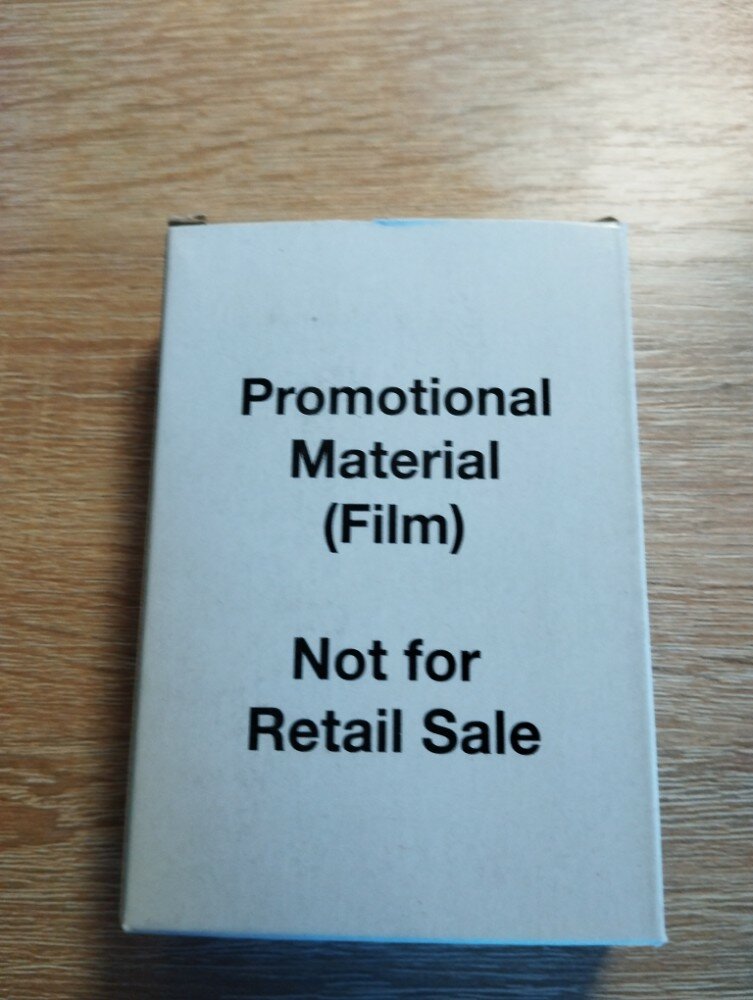 Promotional
Material
(Film)
Not for
Retail Sale